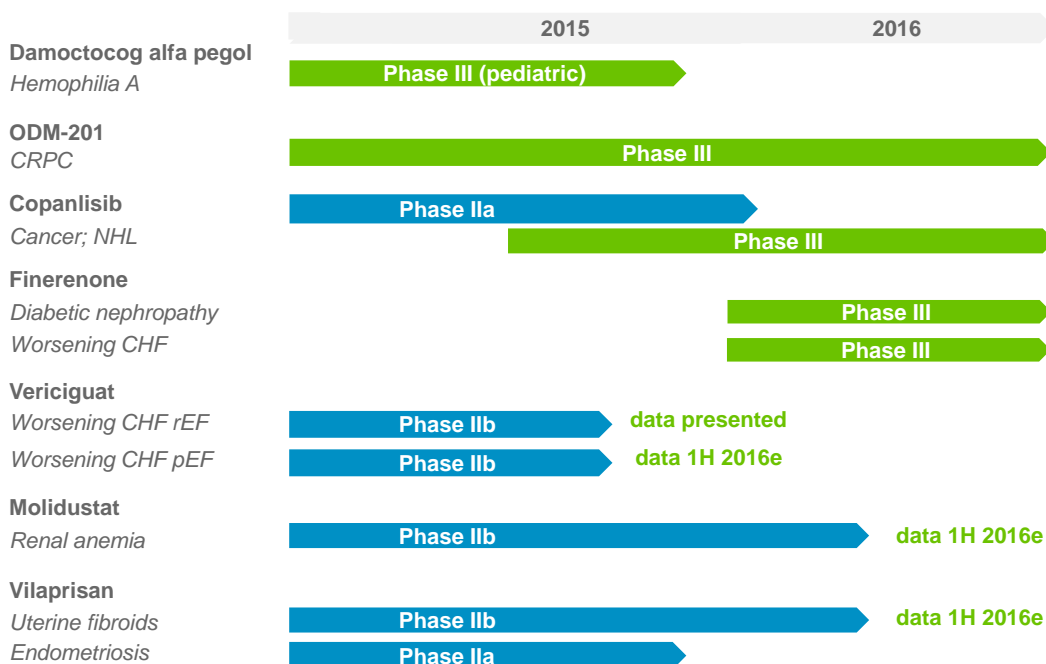 2015 2016
Damoctocog alfa pegol
Hemophilia A
Phase III (pediatric)
ODM-201
CRPC
Phase III
Copanlisib
Phase IIa
Cancer; NHL
Phase III
Finerenone
Diabetic nephropathy
Phase III
Worsening CHF
Phase III
Vericiguat
Worsening CHF rEF
Phase IIb
data presented
Worsening CHF pEF
Phase IIb
data 1H 2016e
Molidustat
Renal anemia
Phase IIb
data 1H 2016e
Vilaprisan
Uterine fibroids
Phase IIb
data 1H 2016e
Endometriosis
Phase IIa